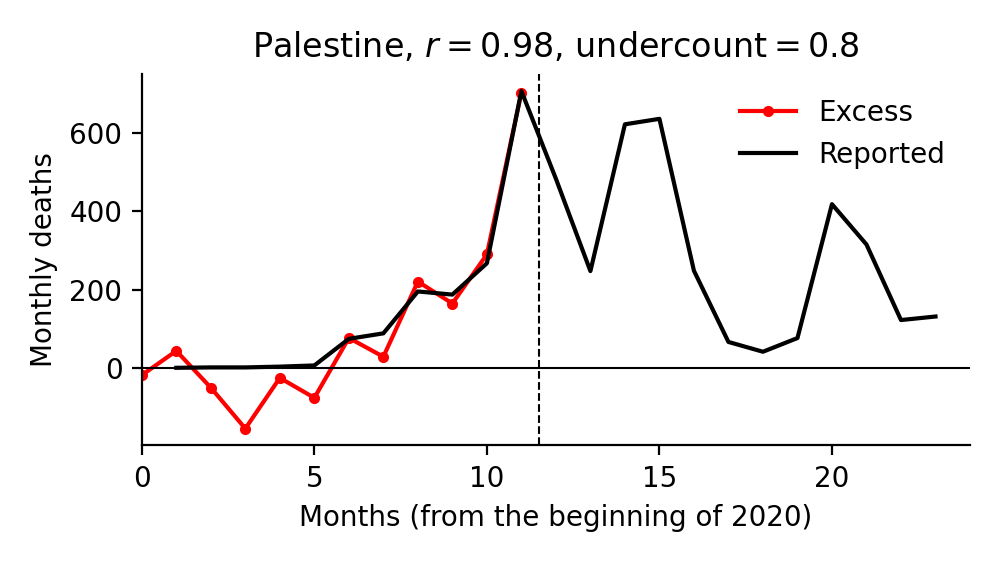 Palestine, r = 0.98, undercount = 0.8
Excess
Reported
Monthly deaths
600
400
200
0
0 5 10 15 20
Months (from the beginning of 2020)